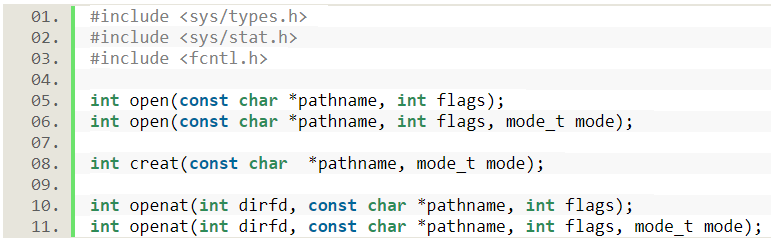 01. #include <sys/types.h>
02. #include <sys/stat.h>
03. #include <fcntl.h>
04.
05. int open(const char *pathname, int flags);
06. int open(const char *pathname, int flags, mode_t mode);
07.
08. int creat(const char  *pathname, mode_t mode);
09.
10. int openat(int dirfd, const char *pathname, int flags);
11. int openat(int dirfd, const char *pathname, int flags, mode_t mode);